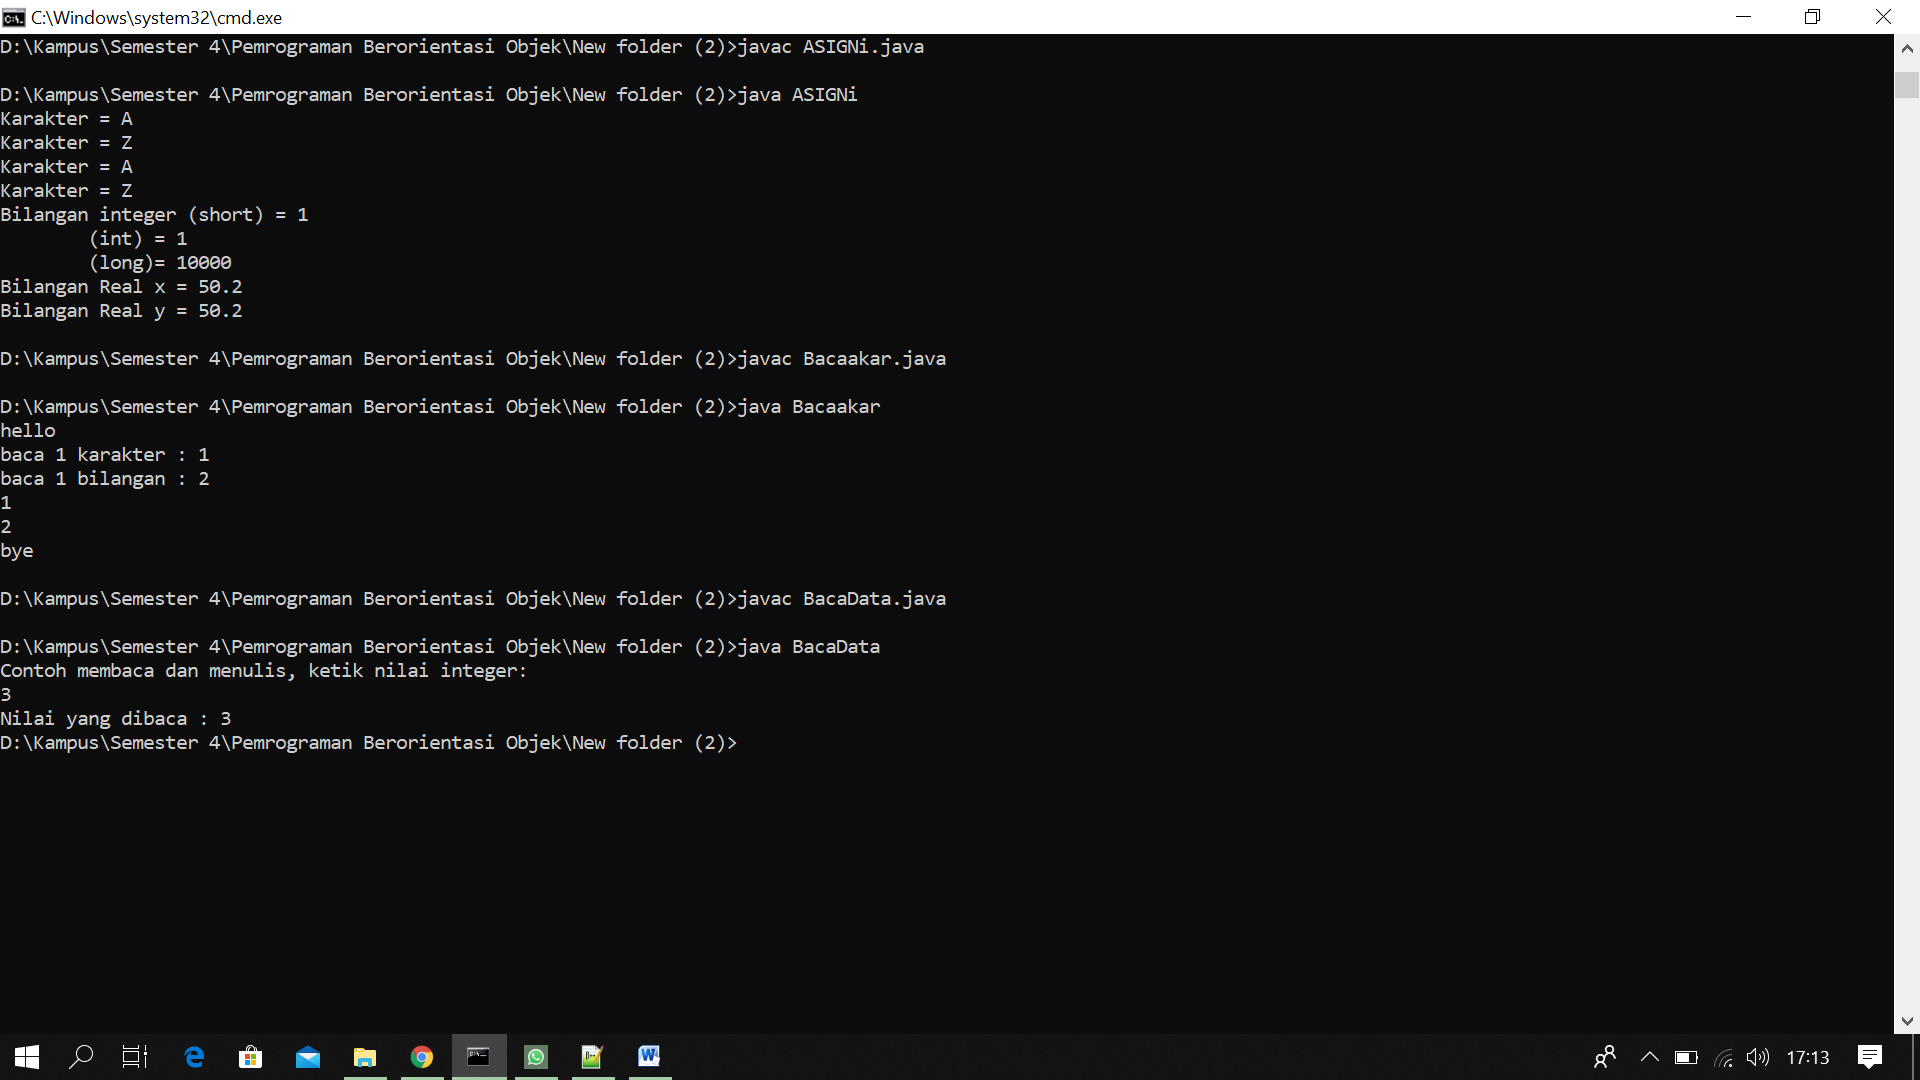 C:\Windows\system32\cmd.exe
D:\Kampus\Semester 4\Pemrograman Berorientasi Objek\New folder (2)>javac ASIGNi.java
D:\Kampus\Semester 4\Pemrograman Berorientasi Objek\New folder (2)>java ASIGNi
Karakter = A
Karakter = Z
Karakter = A
Karakter = Z
Bilangan integer (short) = 1
(int) = 1
(long)= 10000
Bilangan Real x = 50.2
Bilangan Real y = 50.2
D:\Kampus\Semester 4\Pemrograman Berorientasi Objek\New folder (2)>javac Bacaakar.java
D:\Kampus\Semester 4\Pemrograman Berorientasi Objek\New folder (2)>java Bacaakar
hello
baca 1 karakter : 1
baca 1 bilangan : 2
1
2
bye
D:\Kampus\Semester 4\Pemrograman Berorientasi Objek\New folder (2)>javac BacaData.java
D:\Kampus\Semester 4\Pemrograman Berorientasi Objek\New folder (2)>java BacaData
Contoh membaca dan menulis, ketik nilai integer:
3
Nilai yang dibaca : 3
D:\Kampus\Semester 4\Pemrograman Berorientasi Objek\New folder (2)>
17:13